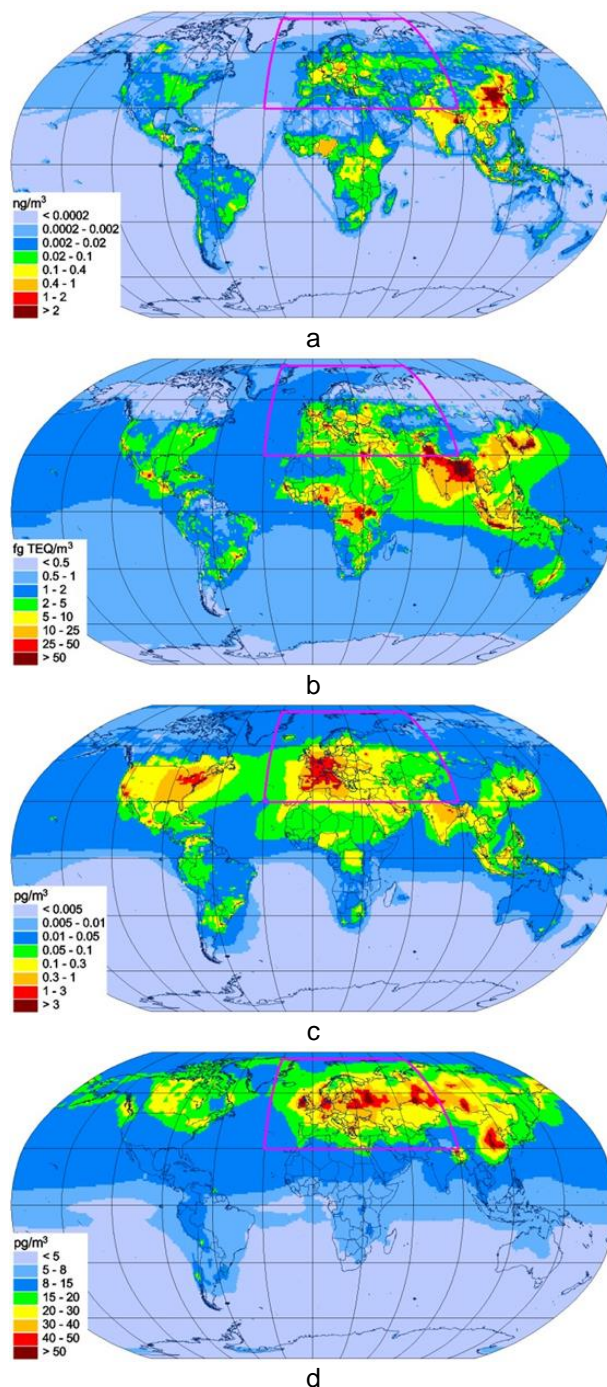 ng/m³
< 0.0002
0.0002 - 0.002
0.002 - 0.02
0.02 - 0.1
0.1 - 0.4
0.4 - 1
1 - 2
> 2
a
fg TEQ/m³
< 0.5
0.5 - 1
1 - 2
2 - 5
5 - 10
10 - 25
25 - 50
> 50
b
pg/m³
< 0.005
0.005 - 0.01
0.01 - 0.05
0.05 - 0.1
0.1 - 0.3
0.3 - 1
1 - 3
> 3
c
pg/m³
< 5
5 - 8
8 - 15
15 - 20
20 - 30
30 - 40
40 - 50
> 50
d